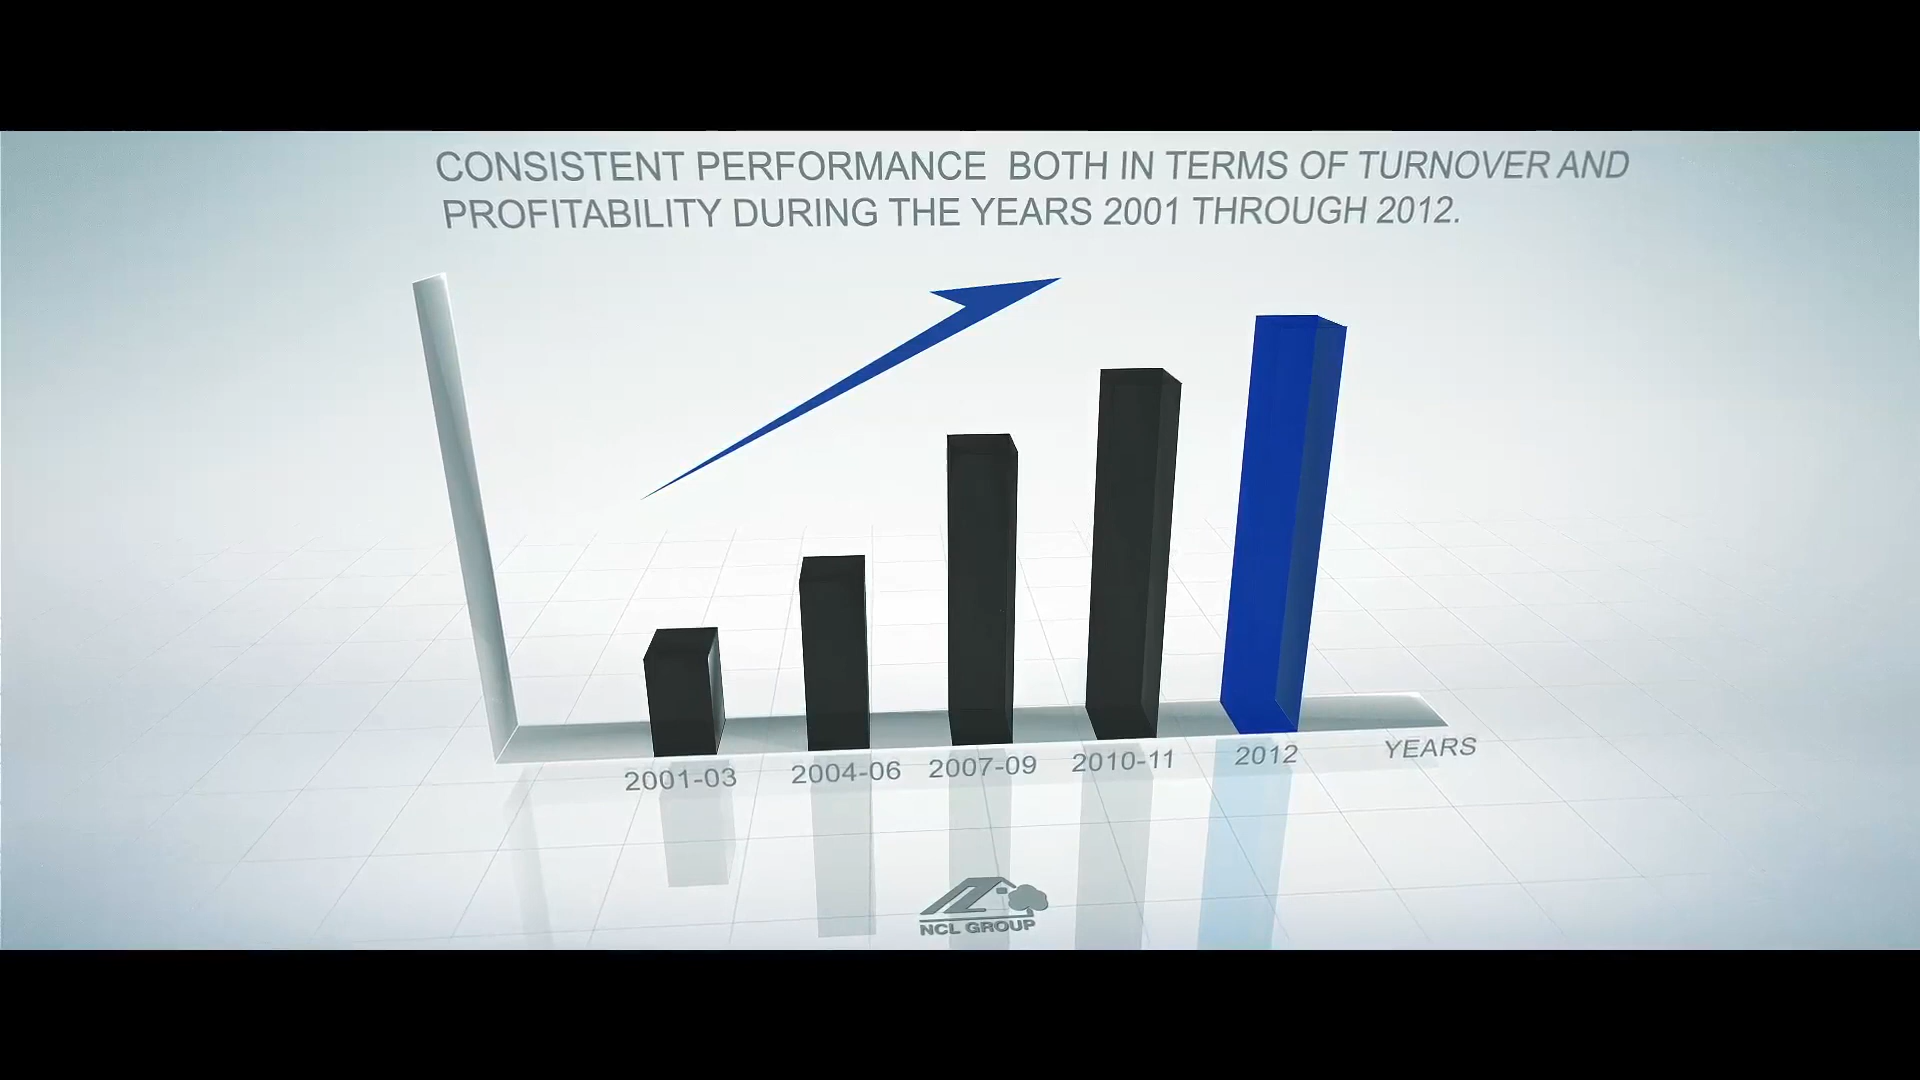 CONSISTENT PERFORMANCE BOTH IN TERMS OF TURNOVER AND
PROFITABILITY DURING THE YEARS 2001 THROUGH 2012.
2001-03 2004-06 2007-09 2010-11 2012 YEARS
NCL GROUP